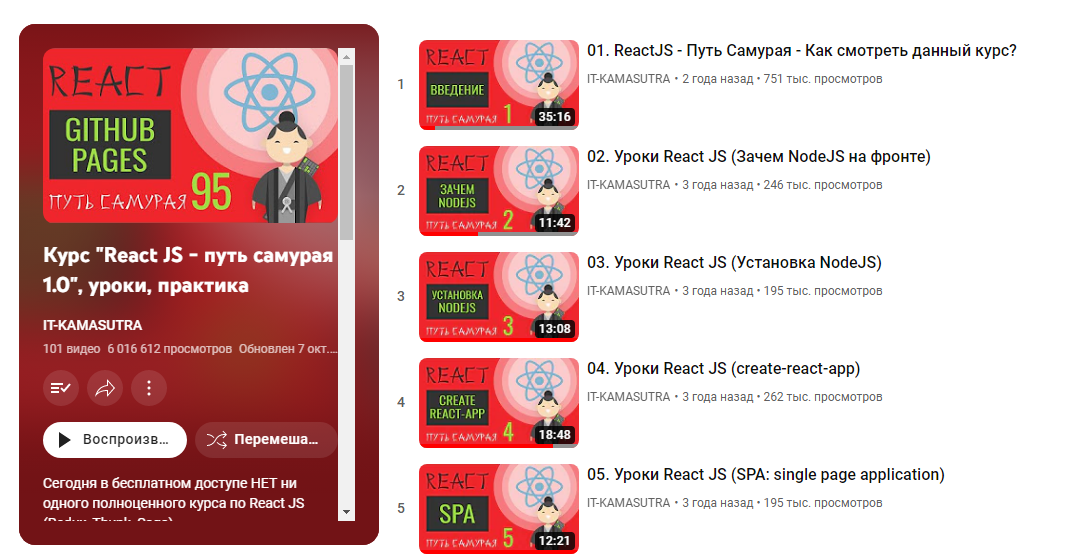 REACT
GITHUB
PAGES
ПУТЬ САМУРАЯ 95
Курс "React JS - путь самурая
1.0", уроки, практика
IT-KAMASUTRA
101 видео 6 016 612 просмотров Обновлен 7 окт....
Воспроизв...
Перемеша...
Сегодня в бесплатном доступе НЕТ ни
одного полноценного курса по React JS
(Redux, Thunk, Saga)
1
REACT
ВВЕДЕНИЕ
ПУТЬ САМУРАЯ 1
35:16
01. ReactJS - Путь Самурая - Как смотреть данный курс?
IT-KAMASUTRA • 2 года назад • 751 тыс. просмотров
2
REACT
ЗАЧЕМ
NODEJS
ПУТЬ САМУРАЯ 2
11:42
02. Уроки React JS (Зачем NodeJS на фронте)
IT-KAMASUTRA • 3 года назад • 246 тыс. просмотров
3
REACT
УСТАНОВКА
NODEJS
ПУТЬ САМУРАЯ 3
13:08
03. Уроки React JS (Установка NodeJS)
IT-KAMASUTRA • 3 года назад • 195 тыс. просмотров
4
REACT
CREATE
REACT-APP
ПУТЬ САМУРАЯ 4
18:48
04. Уроки React JS (create-react-app)
IT-KAMASUTRA • 3 года назад • 262 тыс. просмотров
5
REACT
SPA
ПУТЬ САМУРАЯ 5
12:21
05. Уроки React JS (SPA: single page application)
IT-KAMASUTRA • 3 года назад • 195 тыс. просмотров